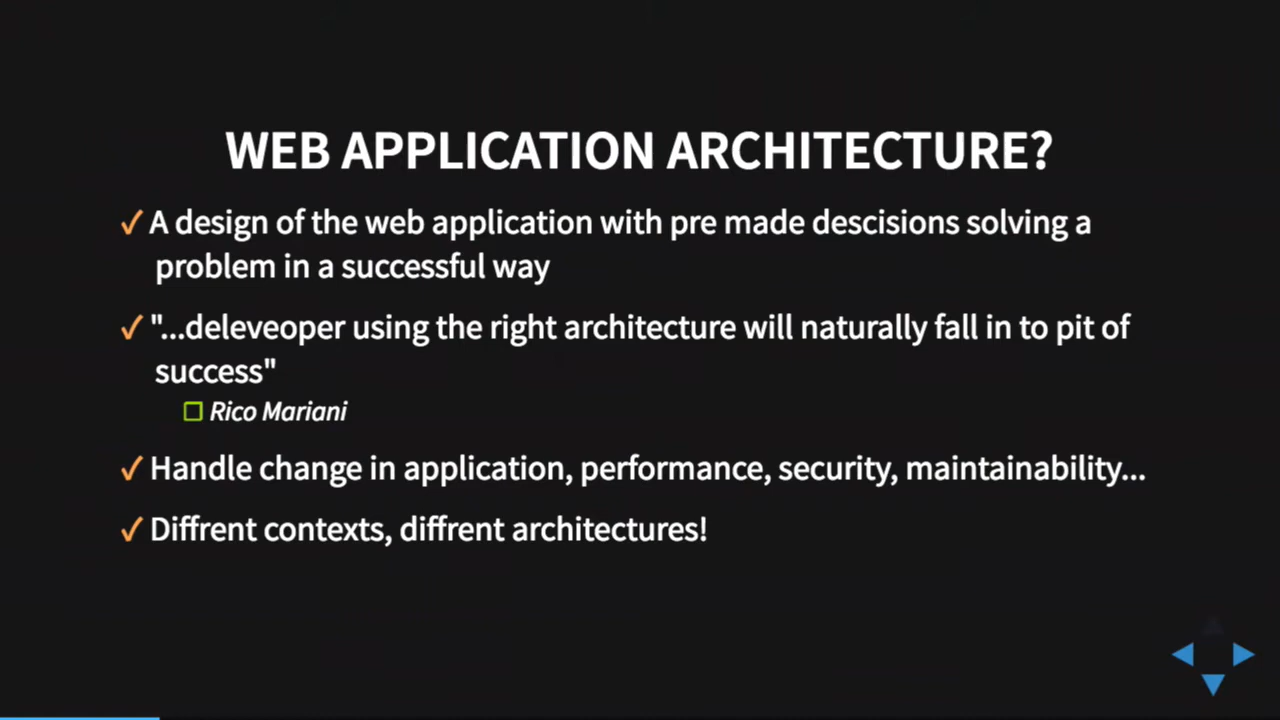 WEB APPLICATION ARCHITECTURE?
✓ A design of the web application with pre made descisions solving a
problem in a successful way
✓ "...deleveoper using the right architecture will naturally fall in to pit of
success"
☐ Rico Mariani
✓ Handle change in application, performance, security, maintainability...
✓ Diffrent contexts, diffrent architectures!